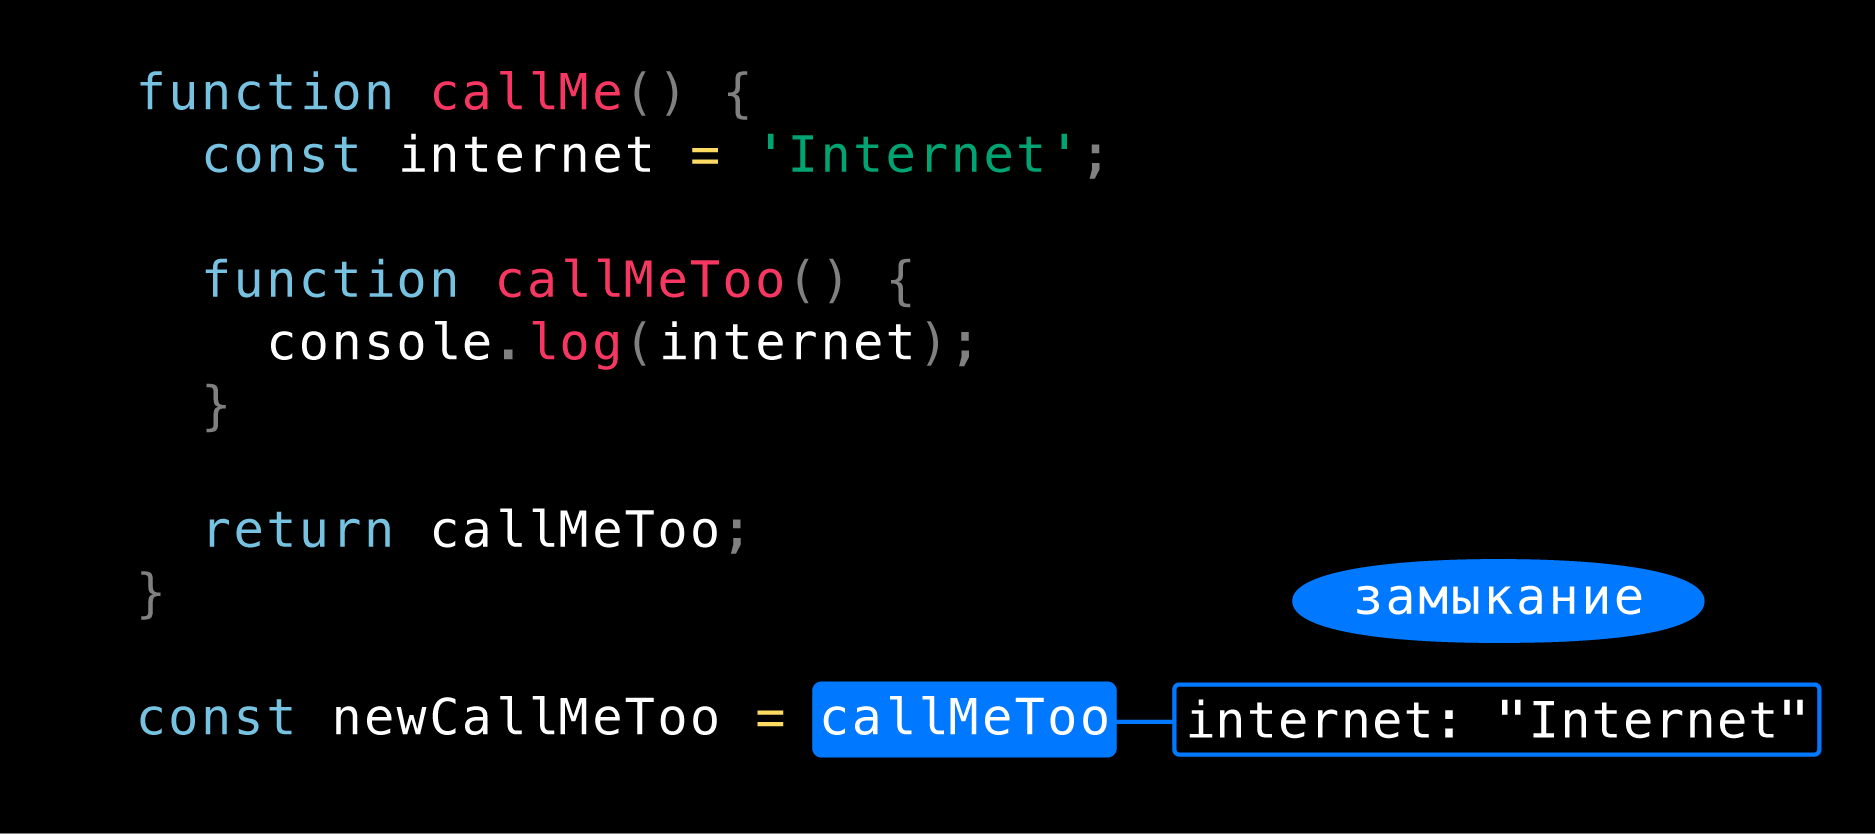 function callMe() {
const internet = 'Internet';
function callMeToo() {
console.log(internet);
}
return callMeToo;
}
замыкание
const newCallMeToo = callMeToo internet: "Internet"